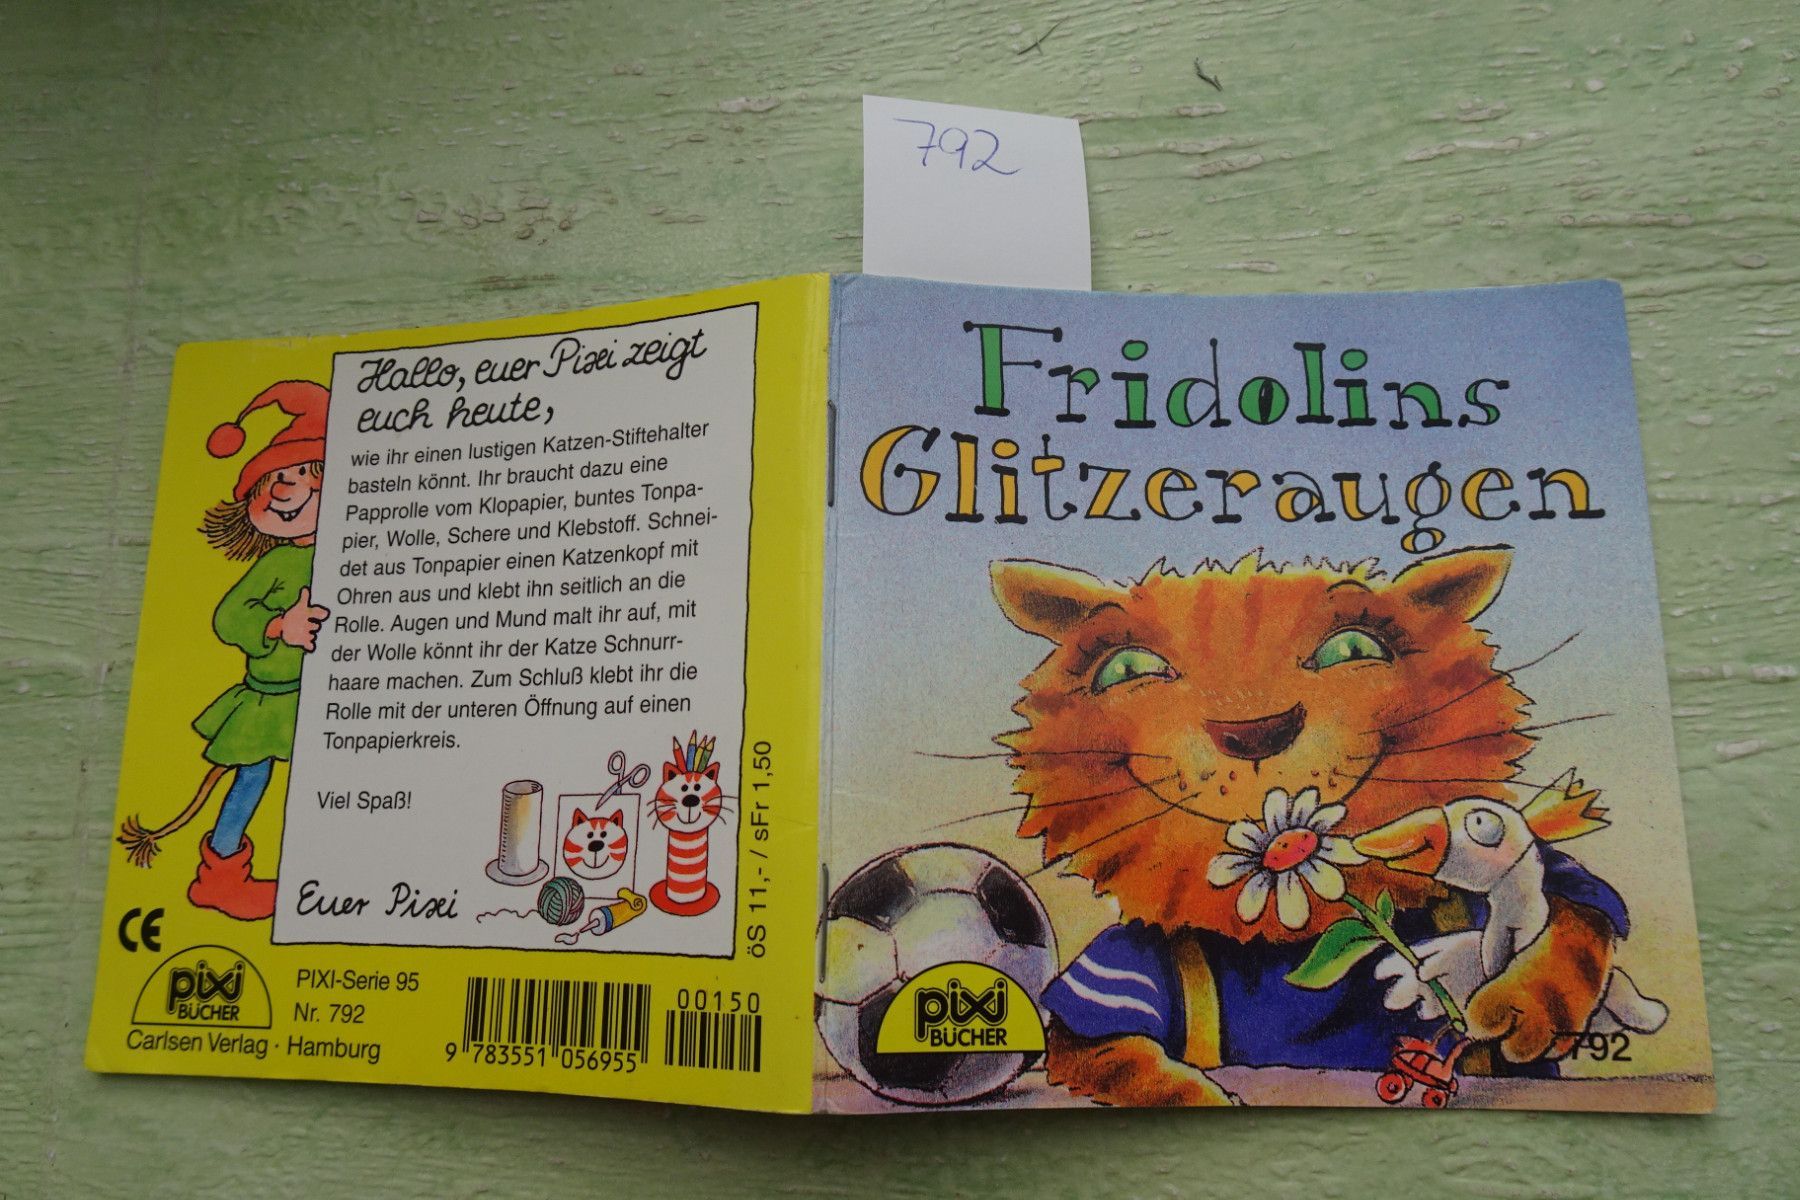 792
Hallo, euer Pixi zeigt
euch heute,
wie ihr einen lustigen Katzen-Stiftehalter
basteln könnt. Ihr braucht dazu eine
Papprolle vom Klopapier, buntes Tonpa-
pier, Wolle, Schere und Klebstoff. Schnei-
det aus Tonpapier einen Katzenkopf mit
Ohren aus und klebt ihn seitlich an die
Rolle. Augen und Mund malt ihr auf, mit
der Wolle könnt ihr der Katze Schnurr-
haare machen. Zum Schluß klebt ihr die
Rolle mit der unteren Öffnung auf einen
Tonpapierkreis.
Viel Spaß!
Euer Pixi
öS 11,- / sFr 1,50
CE
pixi
BÜCHER
PIXI-Serie 95
Nr. 792
Carlsen Verlag · Hamburg
9 783551 056955
00150
Fridolins
Glitzeraugen
pixi
BÜCHER
792